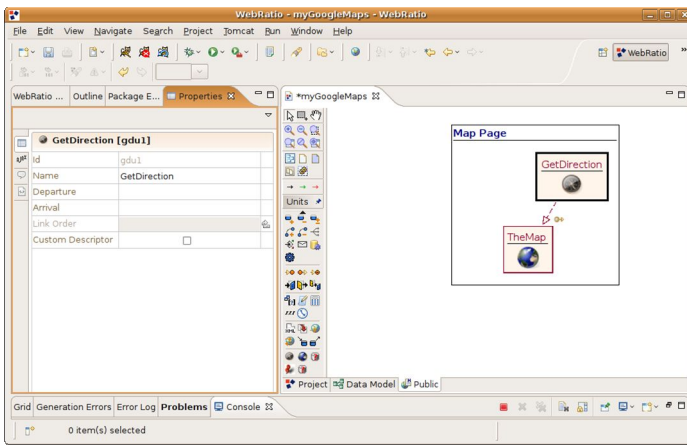 WebRatio - myGoogleMaps - WebRatio
File Edit View Navigate Search Project Tomcat Run Window Help
WebRatio
»
WebRatio ... Outline Package E... Properties
*myGoogleMaps
GetDirection [gdu1]
Id gdu1
Name GetDirection
Departure
Arrival
Link Order
Custom Descriptor
Units
Map Page
GetDirection
TheMap
Project Data Model Public
Grid Generation Errors Error Log Problems Console
0 item(s) selected